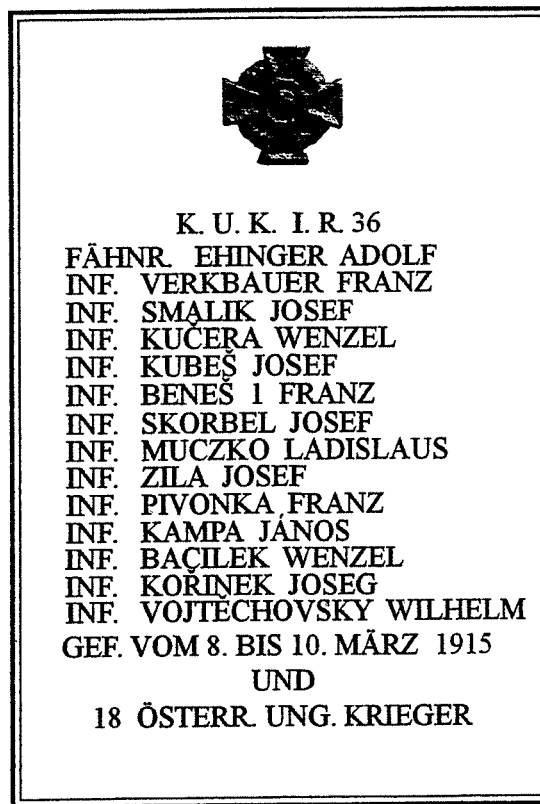 K. U. K. I. R. 36
FÄHNR. EHINGER ADOLF
INF. VERKBAUER FRANZ
INF. SMALIK JOSEF
INF. KUČERA WENZEL
INF. KUBEŠ JOSEF
INF. BENEŠ 1 FRANZ
INF. SKORBEL JOSEF
INF. MUCZKO LADISLAUS
INF. ZILA JOSEF
INF. PIVONKA FRANZ
INF. KAMPA JÁNOS
INF. BAČILEK WENZEL
INF. KOŘINEK JOSEG
INF. VOJTĚCHOVSKY WILHELM
GEF. VOM 8. BIS 10. MÄRZ 1915
UND
18 ÖSTERR. UNG. KRIEGER